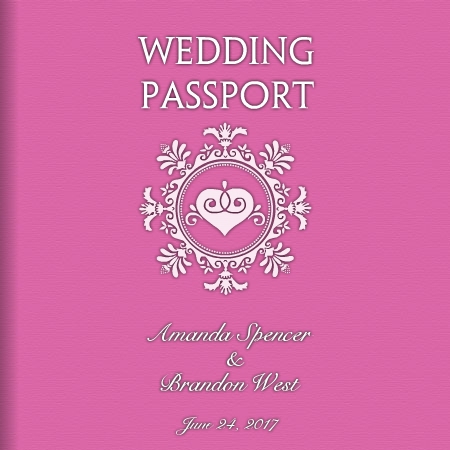 WEDDING
PASSPORT
Amanda Spencer
&
Brandon West
June 24, 2017